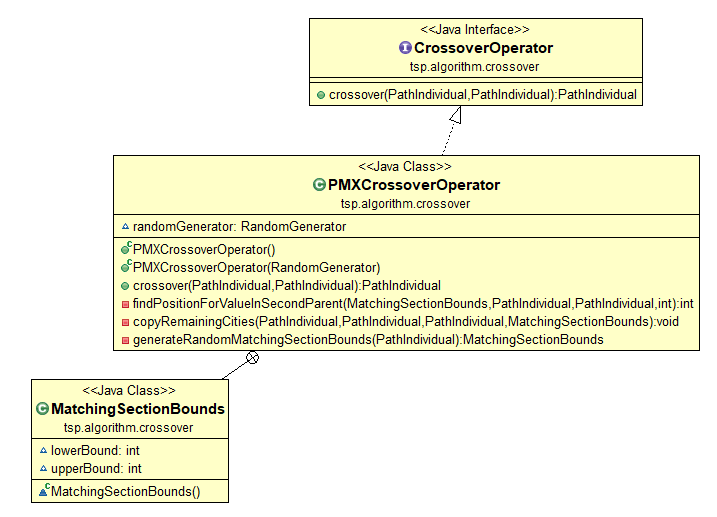 <<Java Interface>>
CrossoverOperator
tsp.algorithm.crossover
crossover(PathIndividual,PathIndividual):PathIndividual
<<Java Class>>
PMXCrossoverOperator
tsp.algorithm.crossover
randomGenerator: RandomGenerator
PMXCrossoverOperator()
PMXCrossoverOperator(RandomGenerator)
crossover(PathIndividual,PathIndividual):PathIndividual
findPositionForValueInSecondParent(MatchingSectionBounds,PathIndividual,PathIndividual,int):int
copyRemainingCities(PathIndividual,PathIndividual,PathIndividual,MatchingSectionBounds):void
generateRandomMatchingSectionBounds(PathIndividual):MatchingSectionBounds
<<Java Class>>
MatchingSectionBounds
tsp.algorithm.crossover
lowerBound: int
upperBound: int
MatchingSectionBounds()